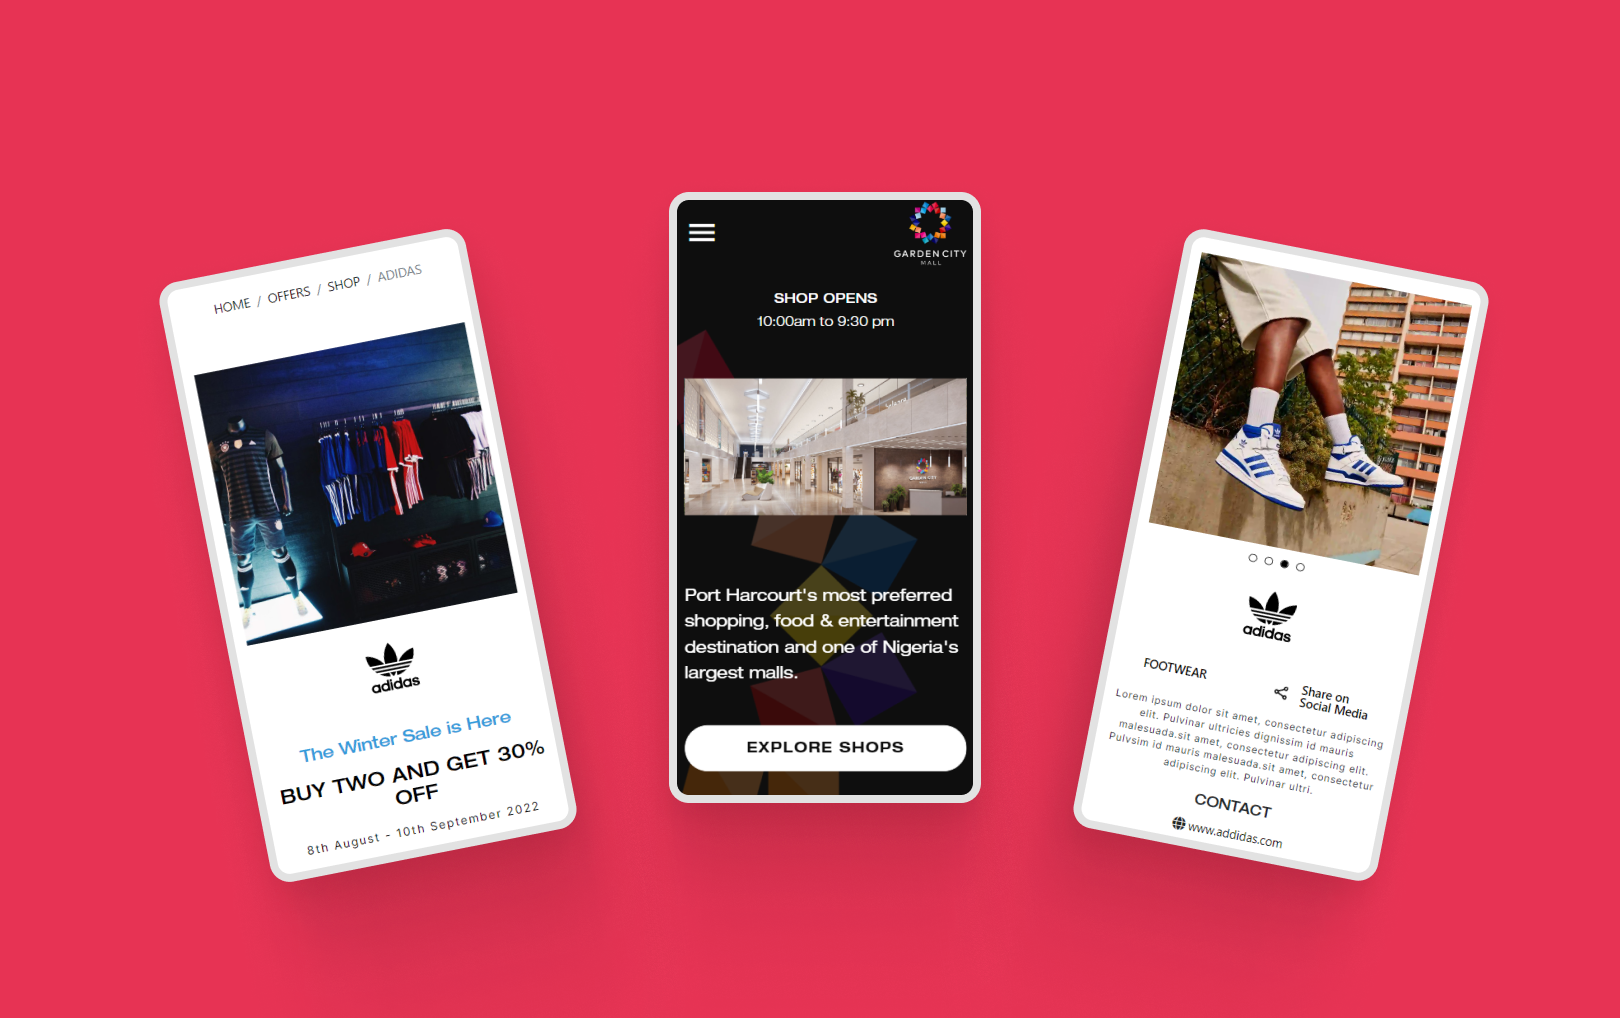 HOME / OFFERS / SHOP / ADIDAS
adidas
The Winter Sale is Here
BUY TWO AND GET 30%
OFF
8th August - 10th September 2022
GARDEN CITY
MALL
SHOP OPENS
10:00am to 9:30 pm
GARDEN CITY
Port Harcourt's most preferred
shopping, food & entertainment
destination and one of Nigeria's
largest malls.
EXPLORE SHOPS
adidas
FOOTWEAR
Share on
Social Media
Lorem ipsum dolor sit amet, consectetur adipiscing
elit. Pulvinar ultricies dignissim id mauris
malesuada.sit amet, consectetur adipiscing elit.
Pulvsim id mauris malesuada.sit amet, consectetur
adipiscing elit. Pulvinar ultri.
CONTACT
www.addidas.com